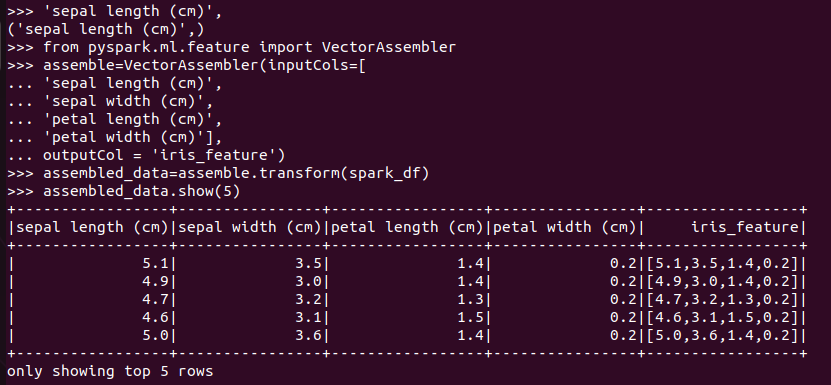 >>> 'sepal length (cm)',
('sepal length (cm)',)
>>> from pyspark.ml.feature import VectorAssembler
>>> assemble=VectorAssembler(inputCols=[
... 'sepal length (cm)',
... 'sepal width (cm)',
... 'petal length (cm)',
... 'petal width (cm)'],
... outputCol = 'iris_feature')
>>> assembled_data=assemble.transform(spark_df)
>>> assembled_data.show(5)
+-----------------+----------------+-----------------+----------------+-----------------+
|sepal length (cm)|sepal width (cm)|petal length (cm)|petal width (cm)|     iris_feature|
+-----------------+----------------+-----------------+----------------+-----------------+
|              5.1|             3.5|              1.4|             0.2|[5.1,3.5,1.4,0.2]|
|              4.9|             3.0|              1.4|             0.2|[4.9,3.0,1.4,0.2]|
|              4.7|             3.2|              1.3|             0.2|[4.7,3.2,1.3,0.2]|
|              4.6|             3.1|              1.5|             0.2|[4.6,3.1,1.5,0.2]|
|              5.0|             3.6|              1.4|             0.2|[5.0,3.6,1.4,0.2]|
+-----------------+----------------+-----------------+----------------+-----------------+
only showing top 5 rows